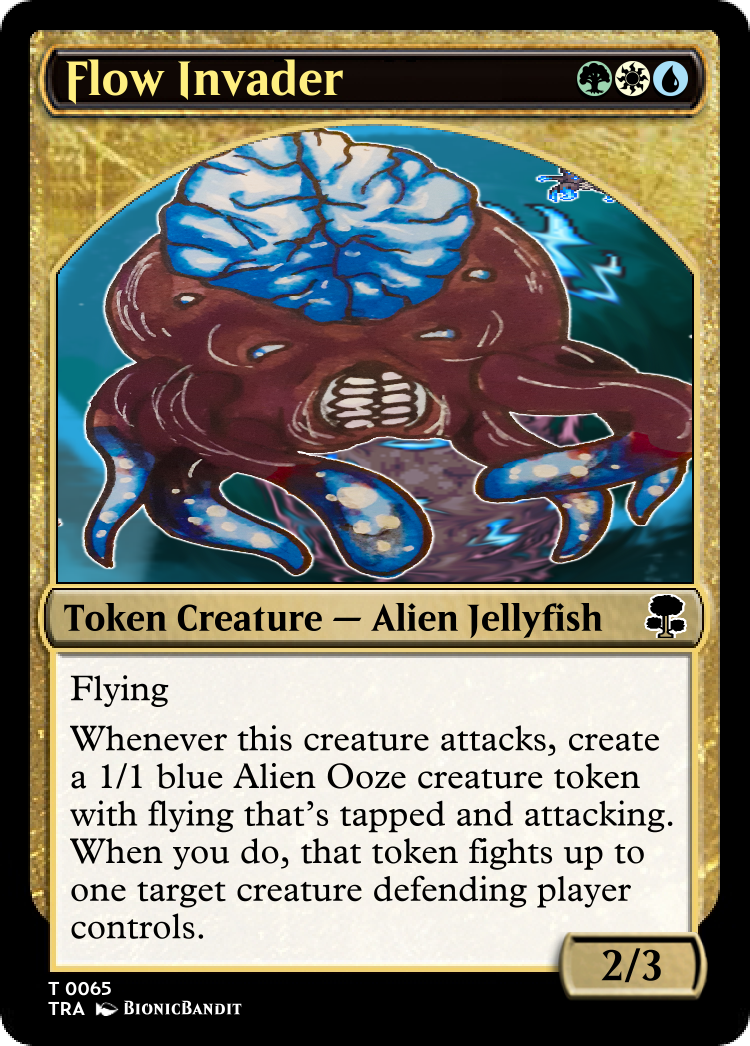 Flow Invader
Token Creature — Alien Jellyfish
Flying
Whenever this creature attacks, create
a 1/1 blue Alien Ooze creature token
with flying that's tapped and attacking.
When you do, that token fights up to
one target creature defending player
controls.
2/3
T 0065
TRA BionicBandit